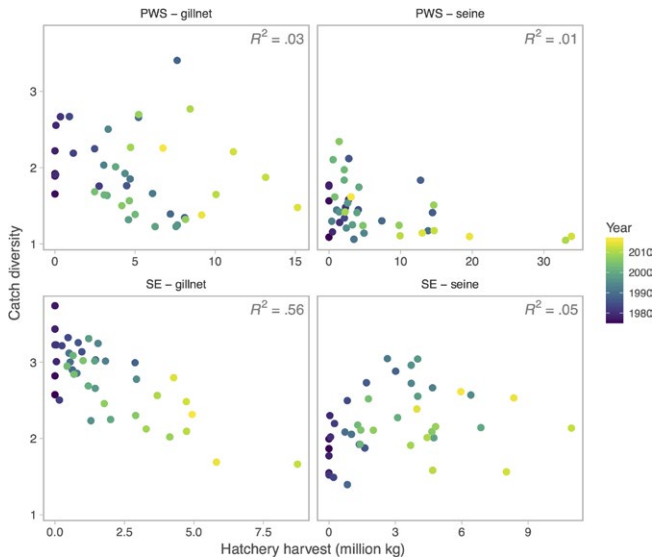 PWS – gillnet
PWS – seine
R² = .03
R² = .01
3
2
1
0
5
10
15
0
10
20
30
SE – gillnet
SE – seine
R² = .56
R² = .05
3
2
1
0.0
2.5
5.0
7.5
0
3
6
9
Catch diversity
Hatchery harvest (million kg)
Year
2010
2000
1990
1980